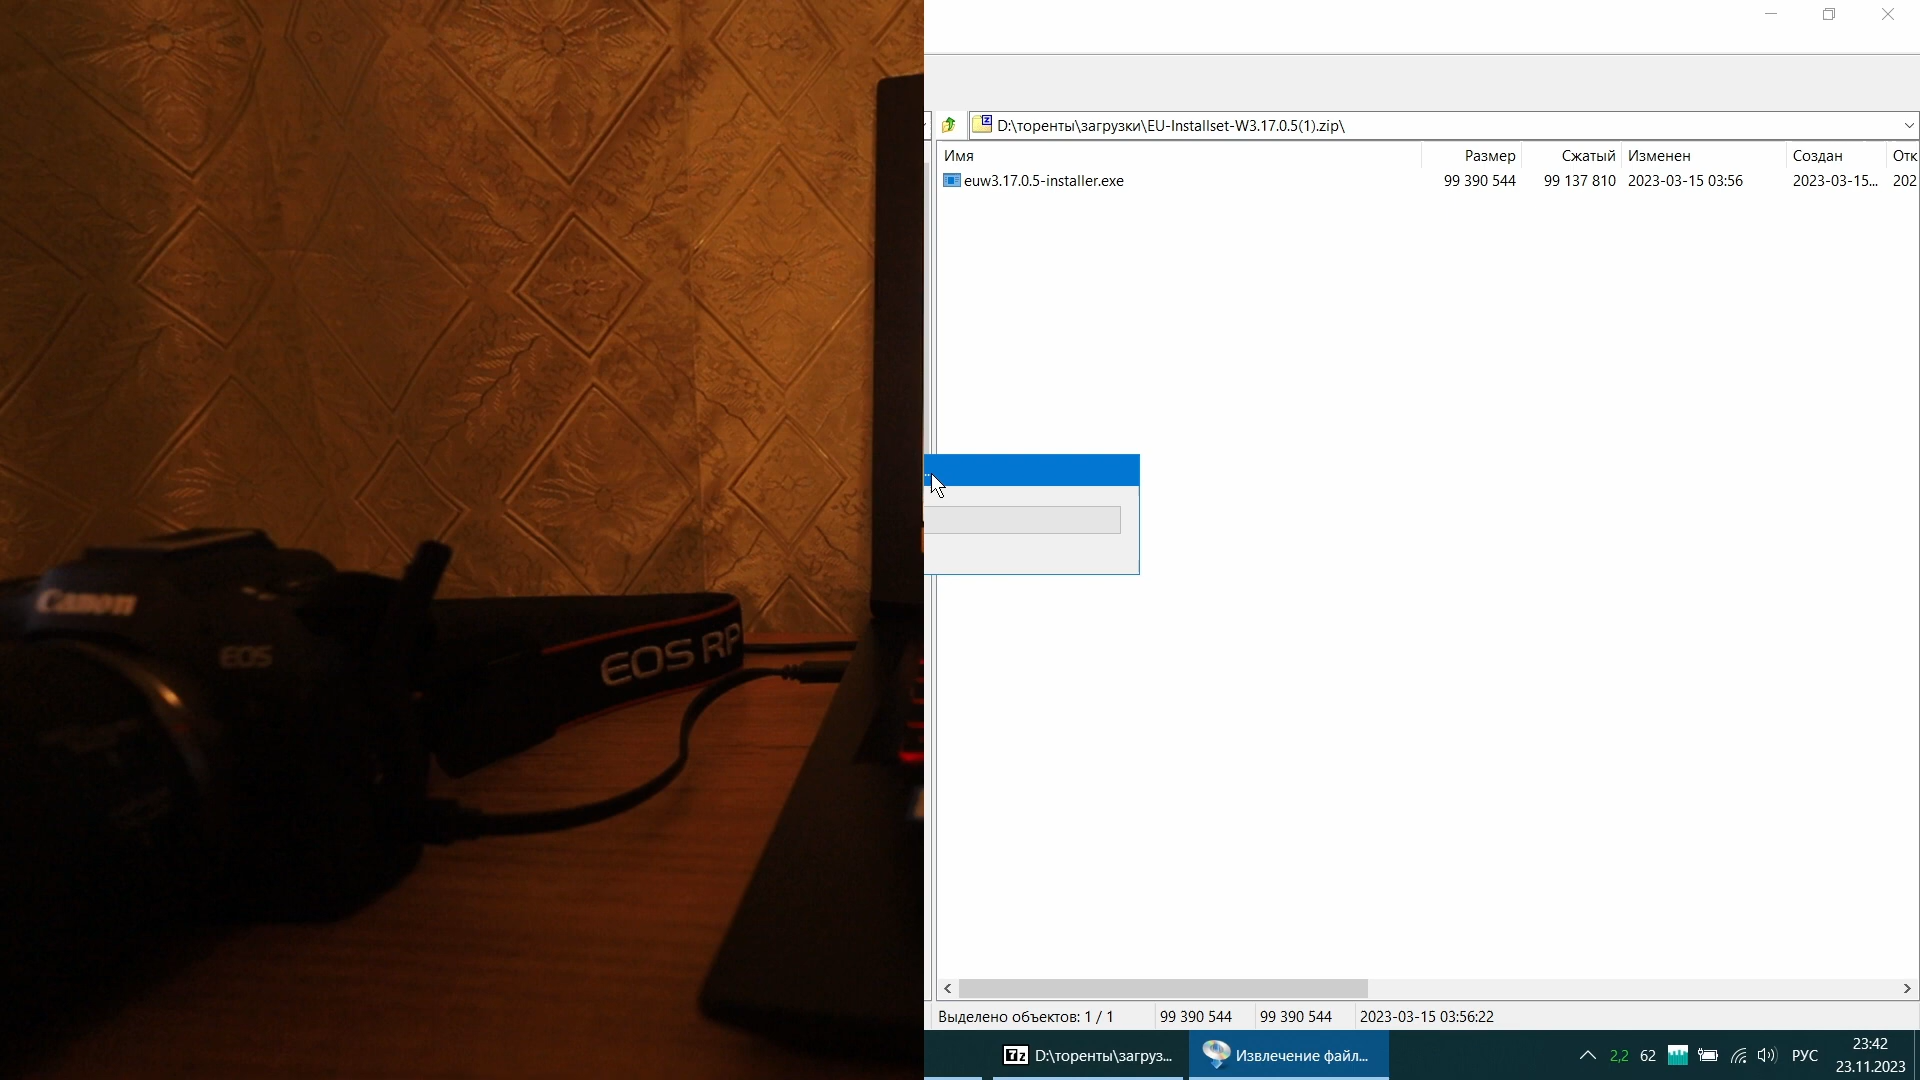 Canon
EOS
EOS RP
D:\торенты\загрузки\EU-Installset-W3.17.0.5(1).zip\
Имя Размер Сжатый Изменен Создан Отк
euw3.17.0.5-installer.exe 99 390 544 99 137 810 2023-03-15 03:56 2023-03-15... 202
Выделено объектов: 1 / 1 99 390 544 99 390 544 2023-03-15 03:56:22
7z D:\торенты\загруз... Извлечение файл... 2,2 62 РУС 23:42
23.11.2023